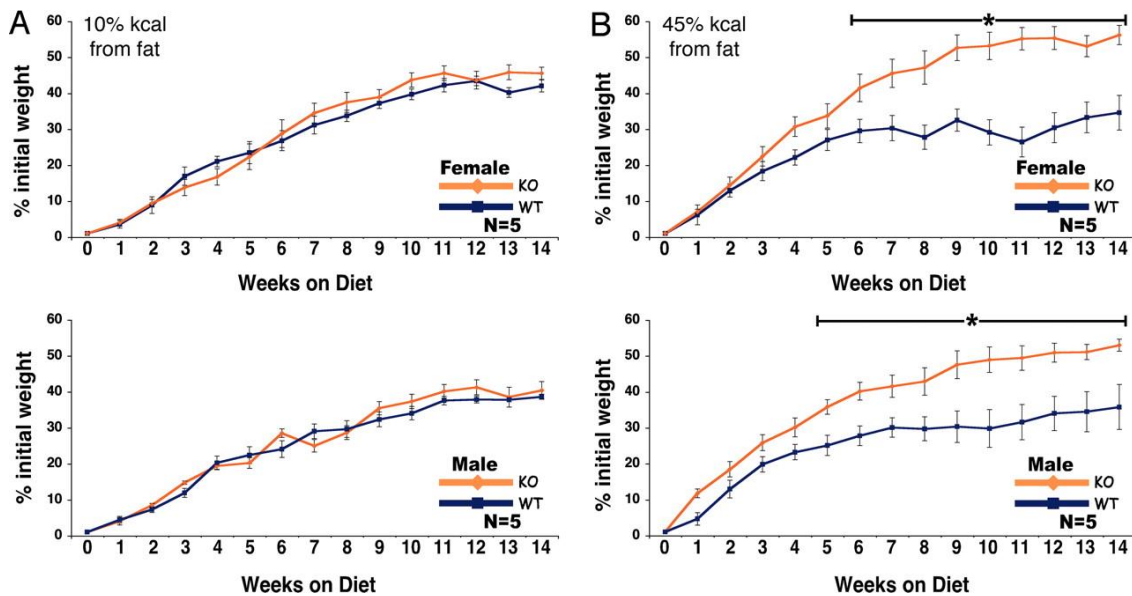 A
10% kcal
from fat
% initial weight
60
50
40
30
20
10
0
Female
KO
WT
N=5
0 1 2 3 4 5 6 7 8 9 10 11 12 13 14
Weeks on Diet
B
45% kcal
from fat
*
% initial weight
60
50
40
30
20
10
0
Female
KO
WT
N=5
0 1 2 3 4 5 6 7 8 9 10 11 12 13 14
Weeks on Diet
% initial weight
60
50
40
30
20
10
0
Male
KO
WT
N=5
0 1 2 3 4 5 6 7 8 9 10 11 12 13 14
Weeks on Diet
*
% initial weight
60
50
40
30
20
10
0
Male
KO
WT
N=5
0 1 2 3 4 5 6 7 8 9 10 11 12 13 14
Weeks on Diet